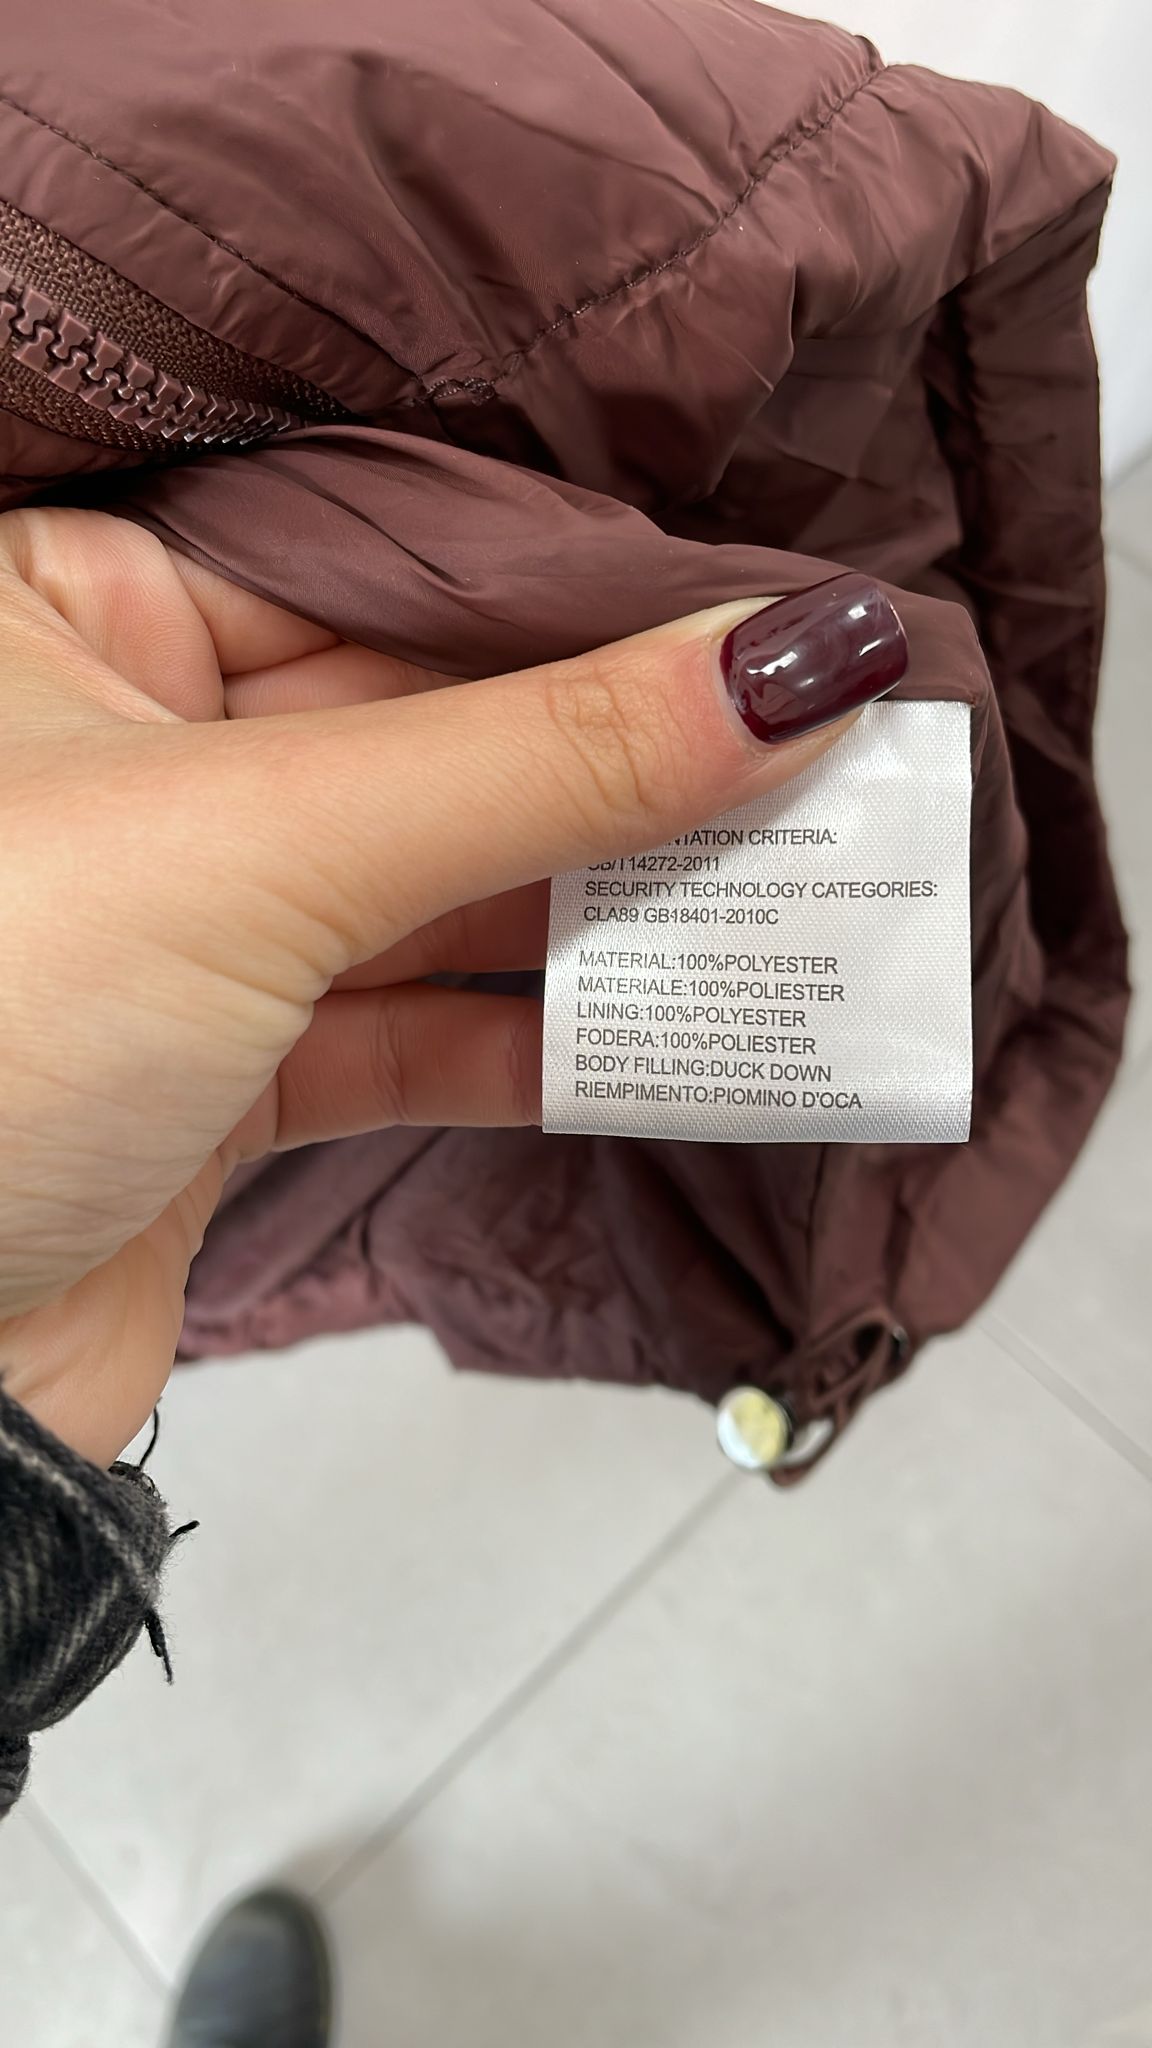 CRITERIA:
GB/T14272-2011
SECURITY TECHNOLOGY CATEGORIES:
CLA89 GB18401-2010C
MATERIAL:100%POLYESTER
MATERIALE:100%POLIESTER
LINING:100%POLYESTER
FODERA:100%POLIESTER
BODY FILLING:DUCK DOWN
RIEMPIMENTO:PIOMINO D'OCA